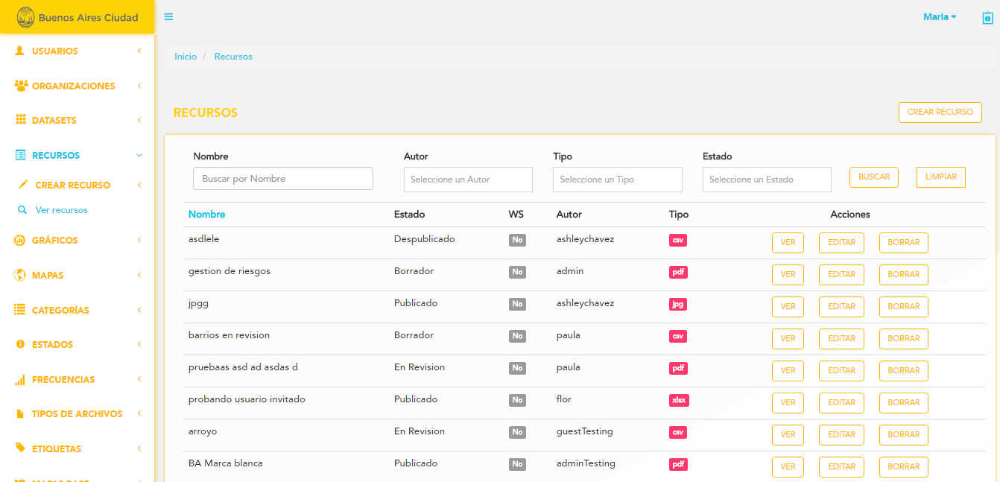 Buenos Aires Ciudad
Maria
USUARIOS
ORGANIZACIONES
DATASETS
RECURSOS
CREAR RECURSO
Ver recursos
GRÁFICOS
MAPAS
CATEGORÍAS
ESTADOS
FRECUENCIAS
TIPOS DE ARCHIVOS
ETIQUETAS
Inicio / Recursos
RECURSOS
CREAR RECURSO
Nombre Autor Tipo Estado
Buscar por Nombre Seleccione un Autor Seleccione un Tipo Seleccione un Estado BUSCAR LIMPIAR
Nombre Estado WS Autor Tipo Acciones
asdlele Despublicado No ashleychavez csv VER EDITAR BORRAR
gestion de riesgos Borrador No admin pdf VER EDITAR BORRAR
jpgg Publicado No ashleychavez jpg VER EDITAR BORRAR
barrios en revision Borrador No paula csv VER EDITAR BORRAR
pruebaas asd ad asdas d En Revision No paula pdf VER EDITAR BORRAR
probando usuario invitado Publicado No flor xlsx VER EDITAR BORRAR
arroyo En Revision No guestTesting csv VER EDITAR BORRAR
BA Marca blanca Publicado No adminTesting pdf VER EDITAR BORRAR